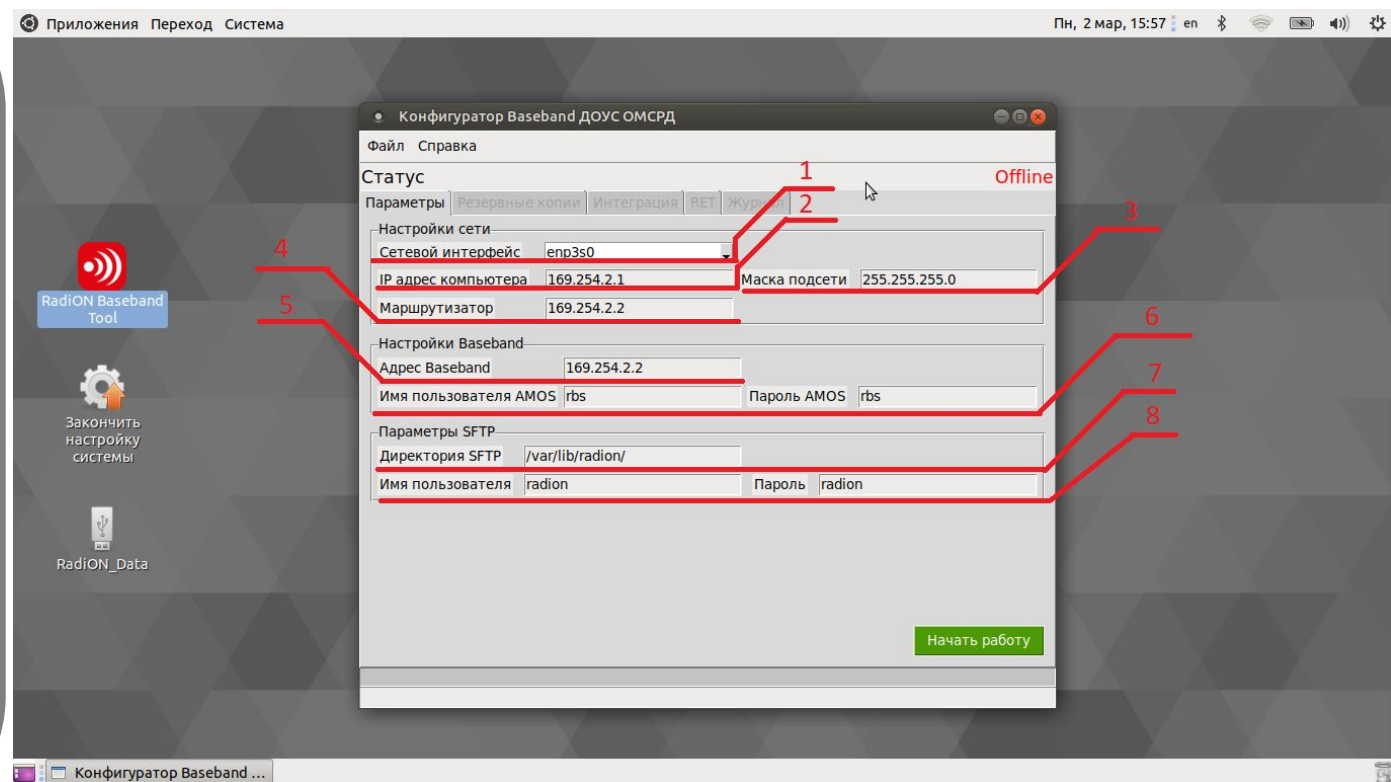 Приложения Переход Система
Пн, 2 мар, 15:57 en
Конфигуратор Baseband ДОУС ОМСРД
Файл Справка
Статус
Offline
1
Параметры Резервные копии Интеграция RET Журнал
2
3
Настройки сети
4
Сетевой интерфейс enp3s0
IP адрес компьютера 169.254.2.1 Маска подсети 255.255.255.0
Маршрутизатор 169.254.2.2
5
6
Настройки Baseband
Адрес Baseband 169.254.2.2
7
Имя пользователя AMOS rbs Пароль AMOS rbs
8
Параметры SFTP
Директория SFTP /var/lib/radion/
Имя пользователя radion Пароль radion
Начать работу
RadiON Baseband
Tool
Закончить
настройку
системы
RadiON_Data
Конфигуратор Baseband ...